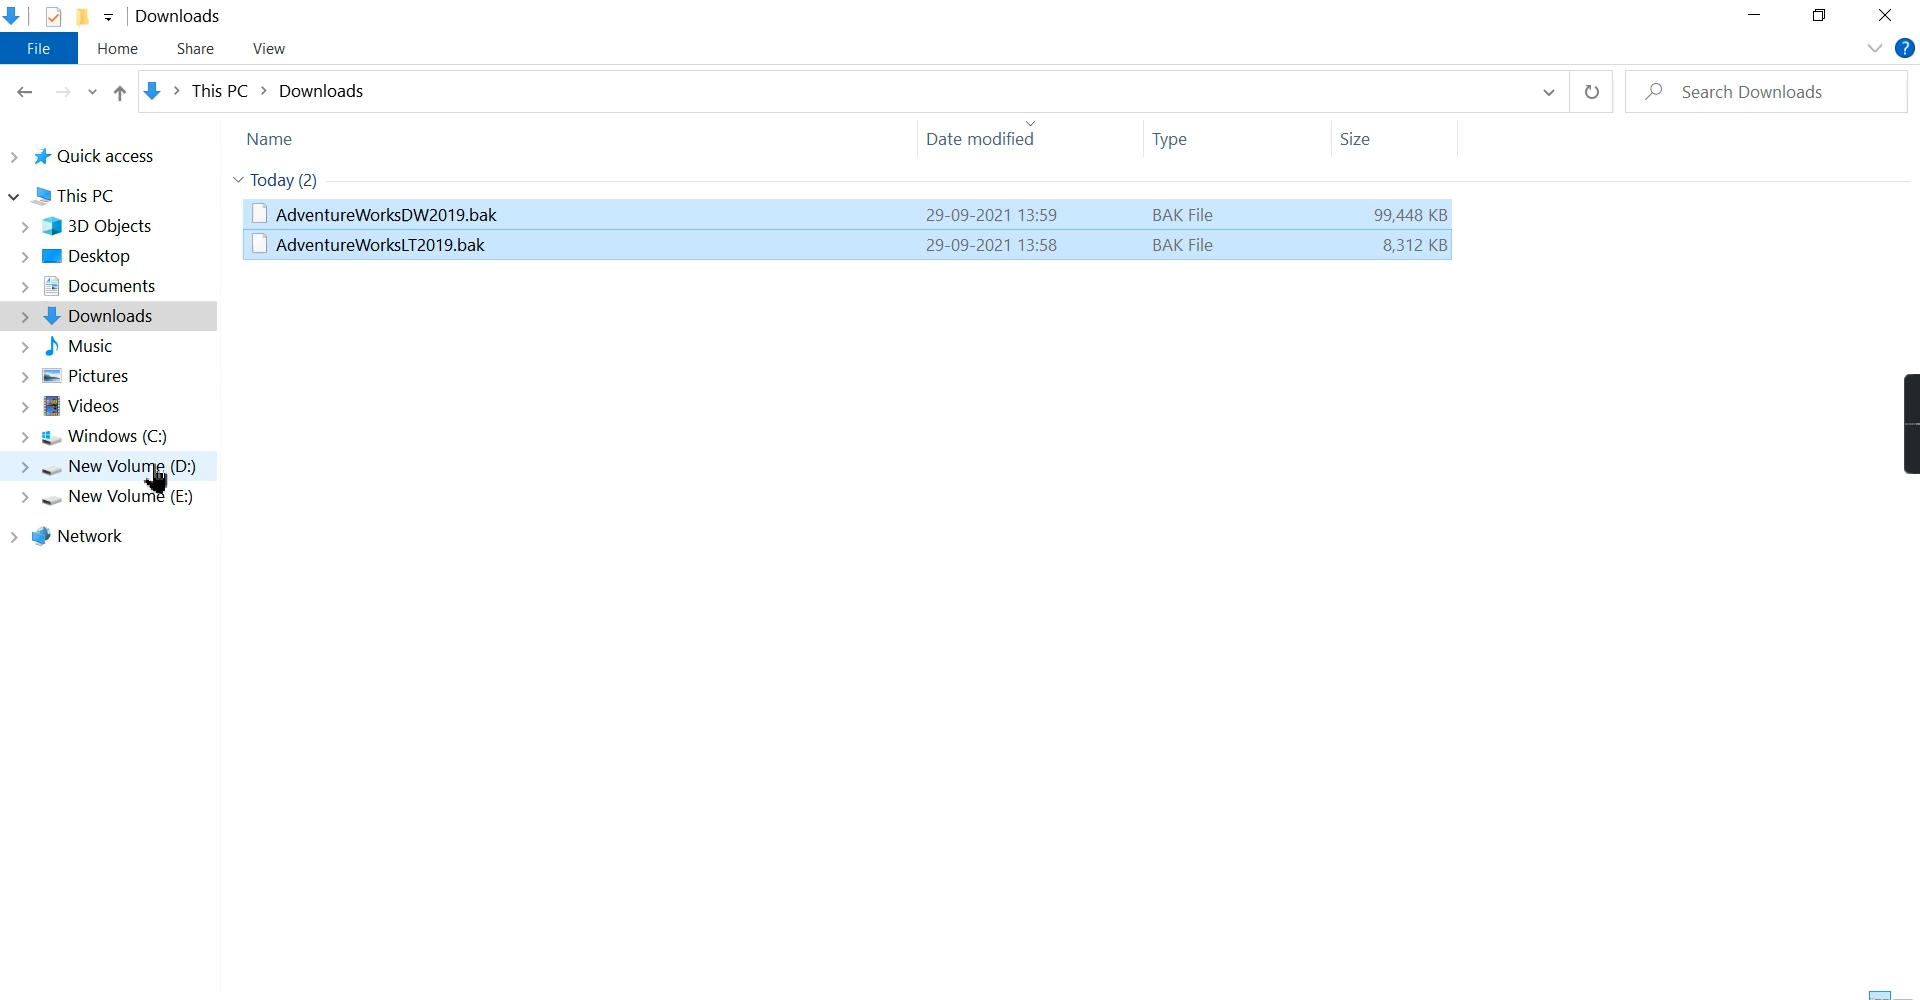 Downloads
File Home Share View ?
This PC Downloads Search Downloads
Name Date modified Type Size
Quick access
Today (2)
This PC
AdventureWorksDW2019.bak 29-09-2021 13:59 BAK File 99,448 KB
3D Objects
AdventureWorksLT2019.bak 29-09-2021 13:58 BAK File 8,312 KB
Desktop
Documents
Downloads
Music
Pictures
Videos
Windows (C:)
New Volume (D:)
New Volume (E:)
Network